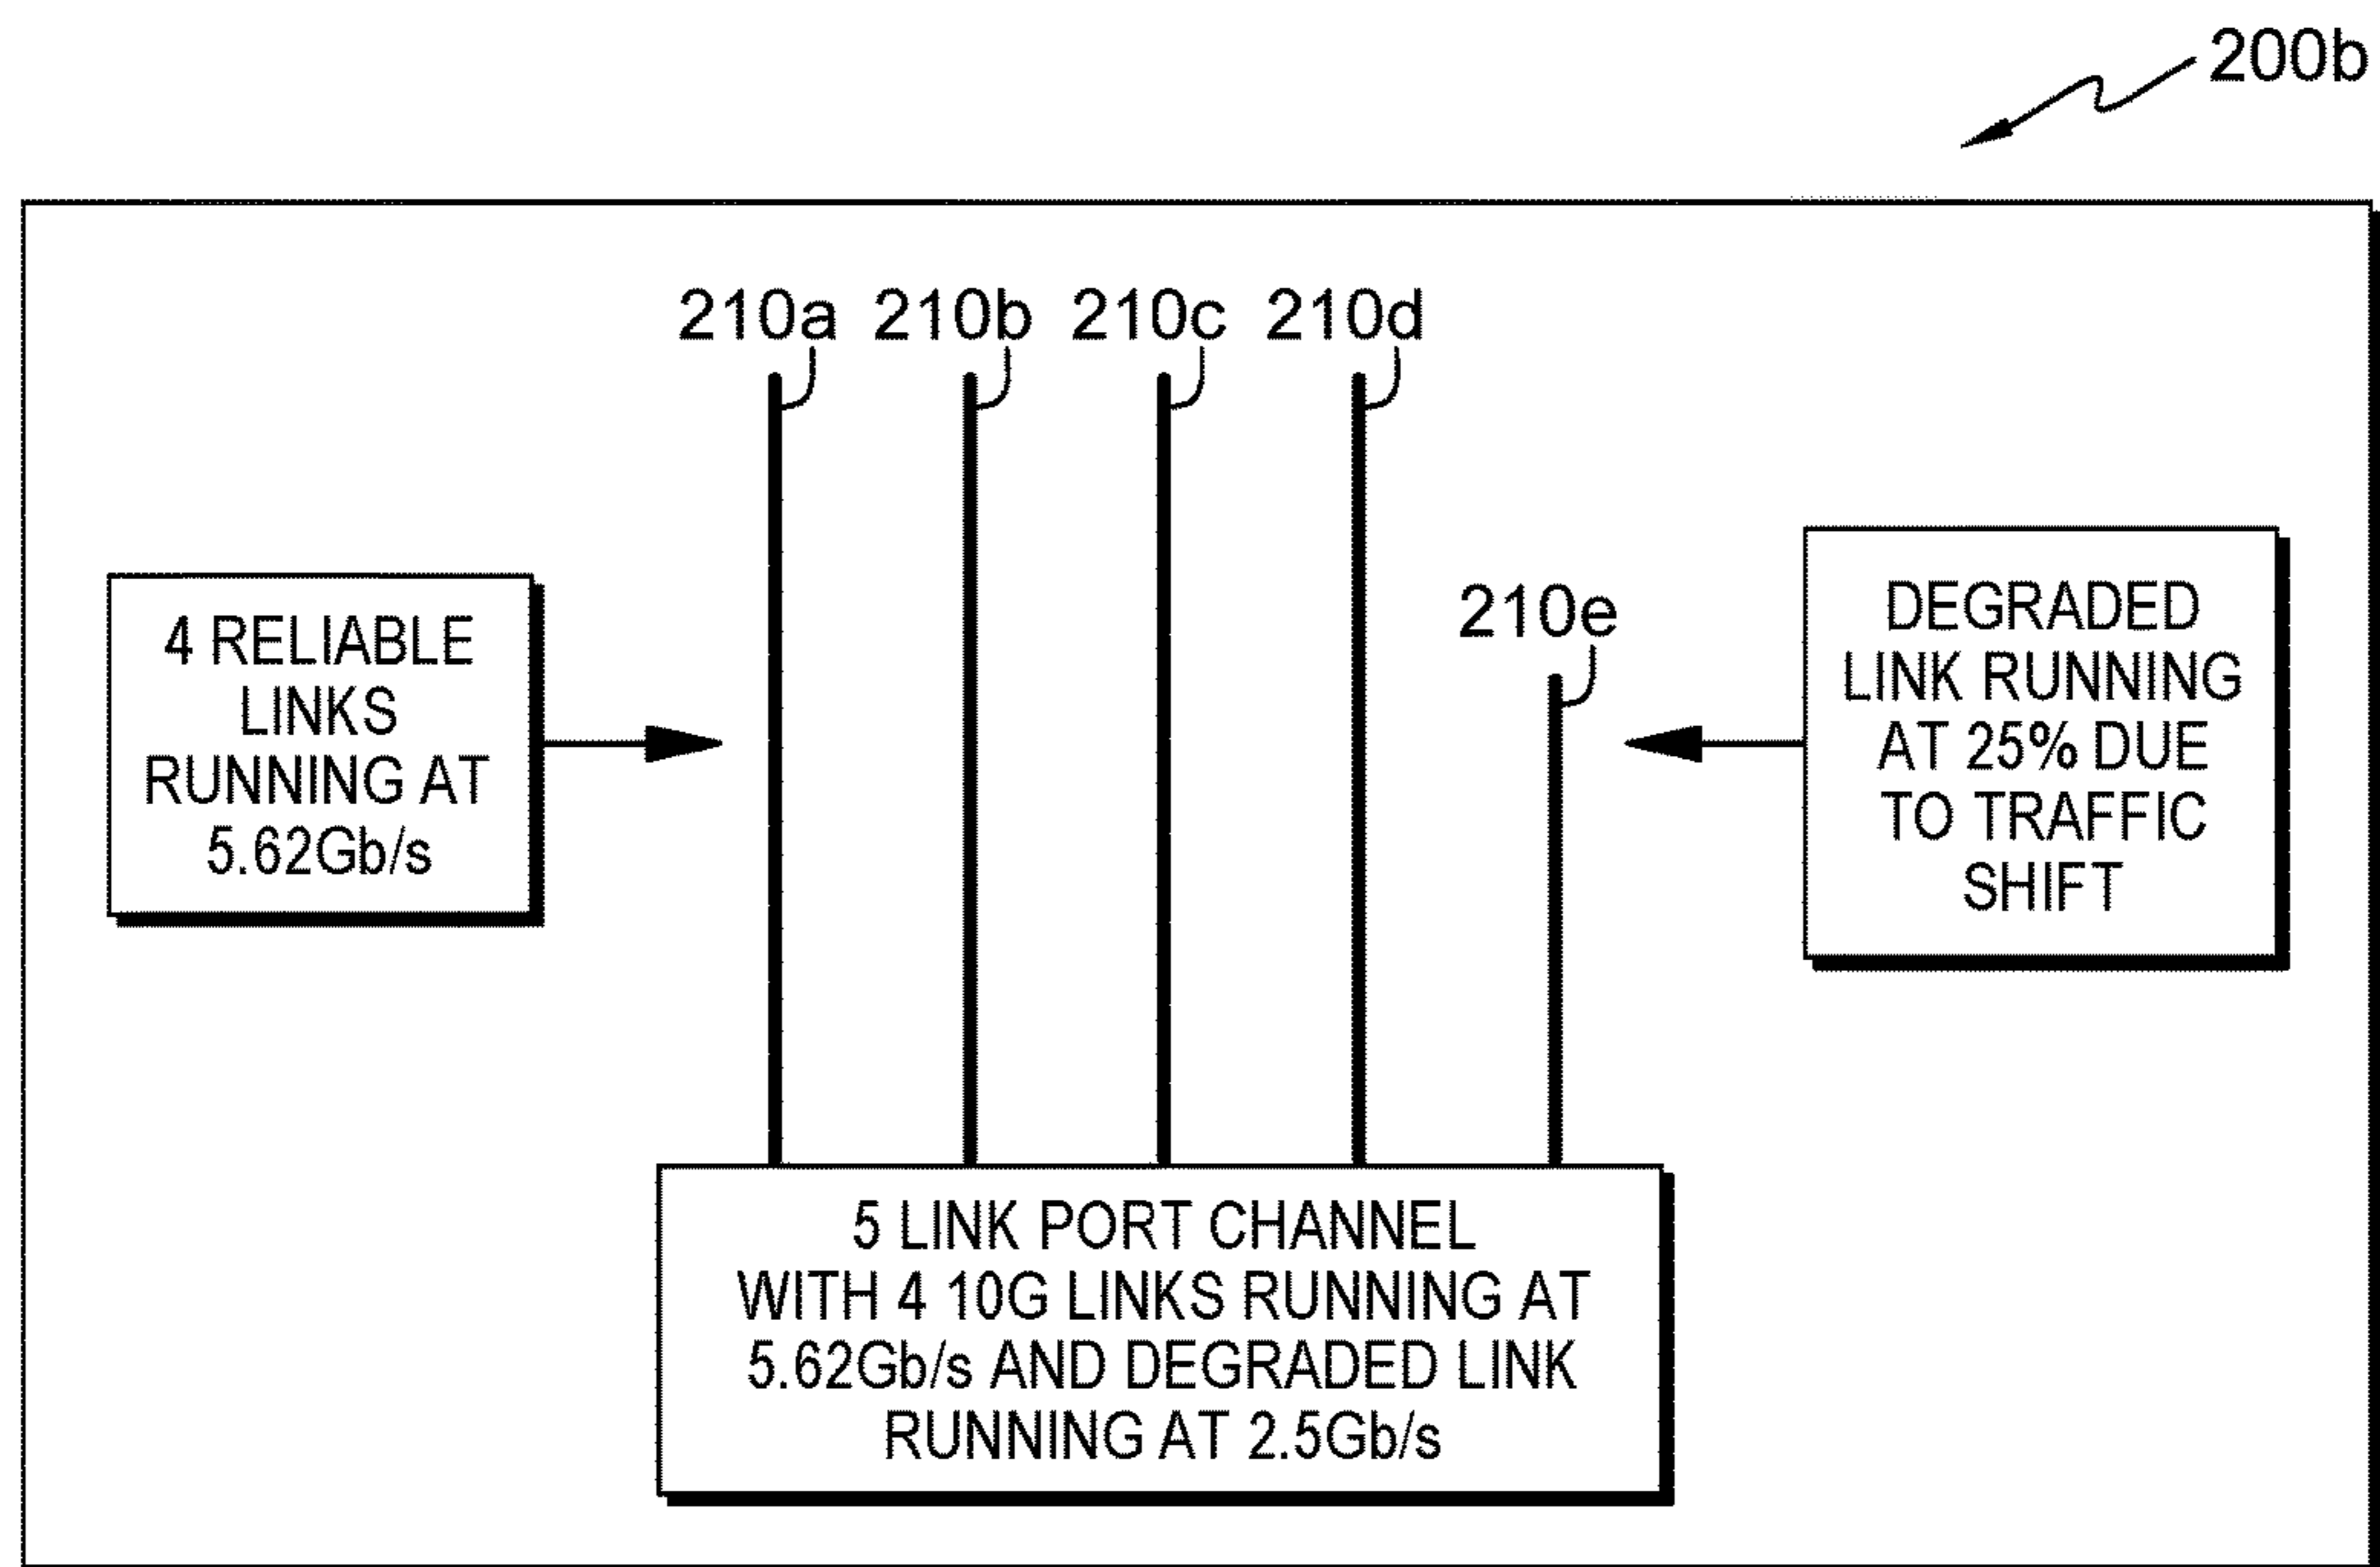 200b
210a 210b 210c 210d
210e
4 RELIABLE
LINKS
RUNNING AT
5.62Gb/s
DEGRADED
LINK RUNNING
AT 25% DUE
TO TRAFFIC
SHIFT
5 LINK PORT CHANNEL
WITH 4 10G LINKS RUNNING AT
5.62Gb/s AND DEGRADED LINK
RUNNING AT 2.5Gb/s